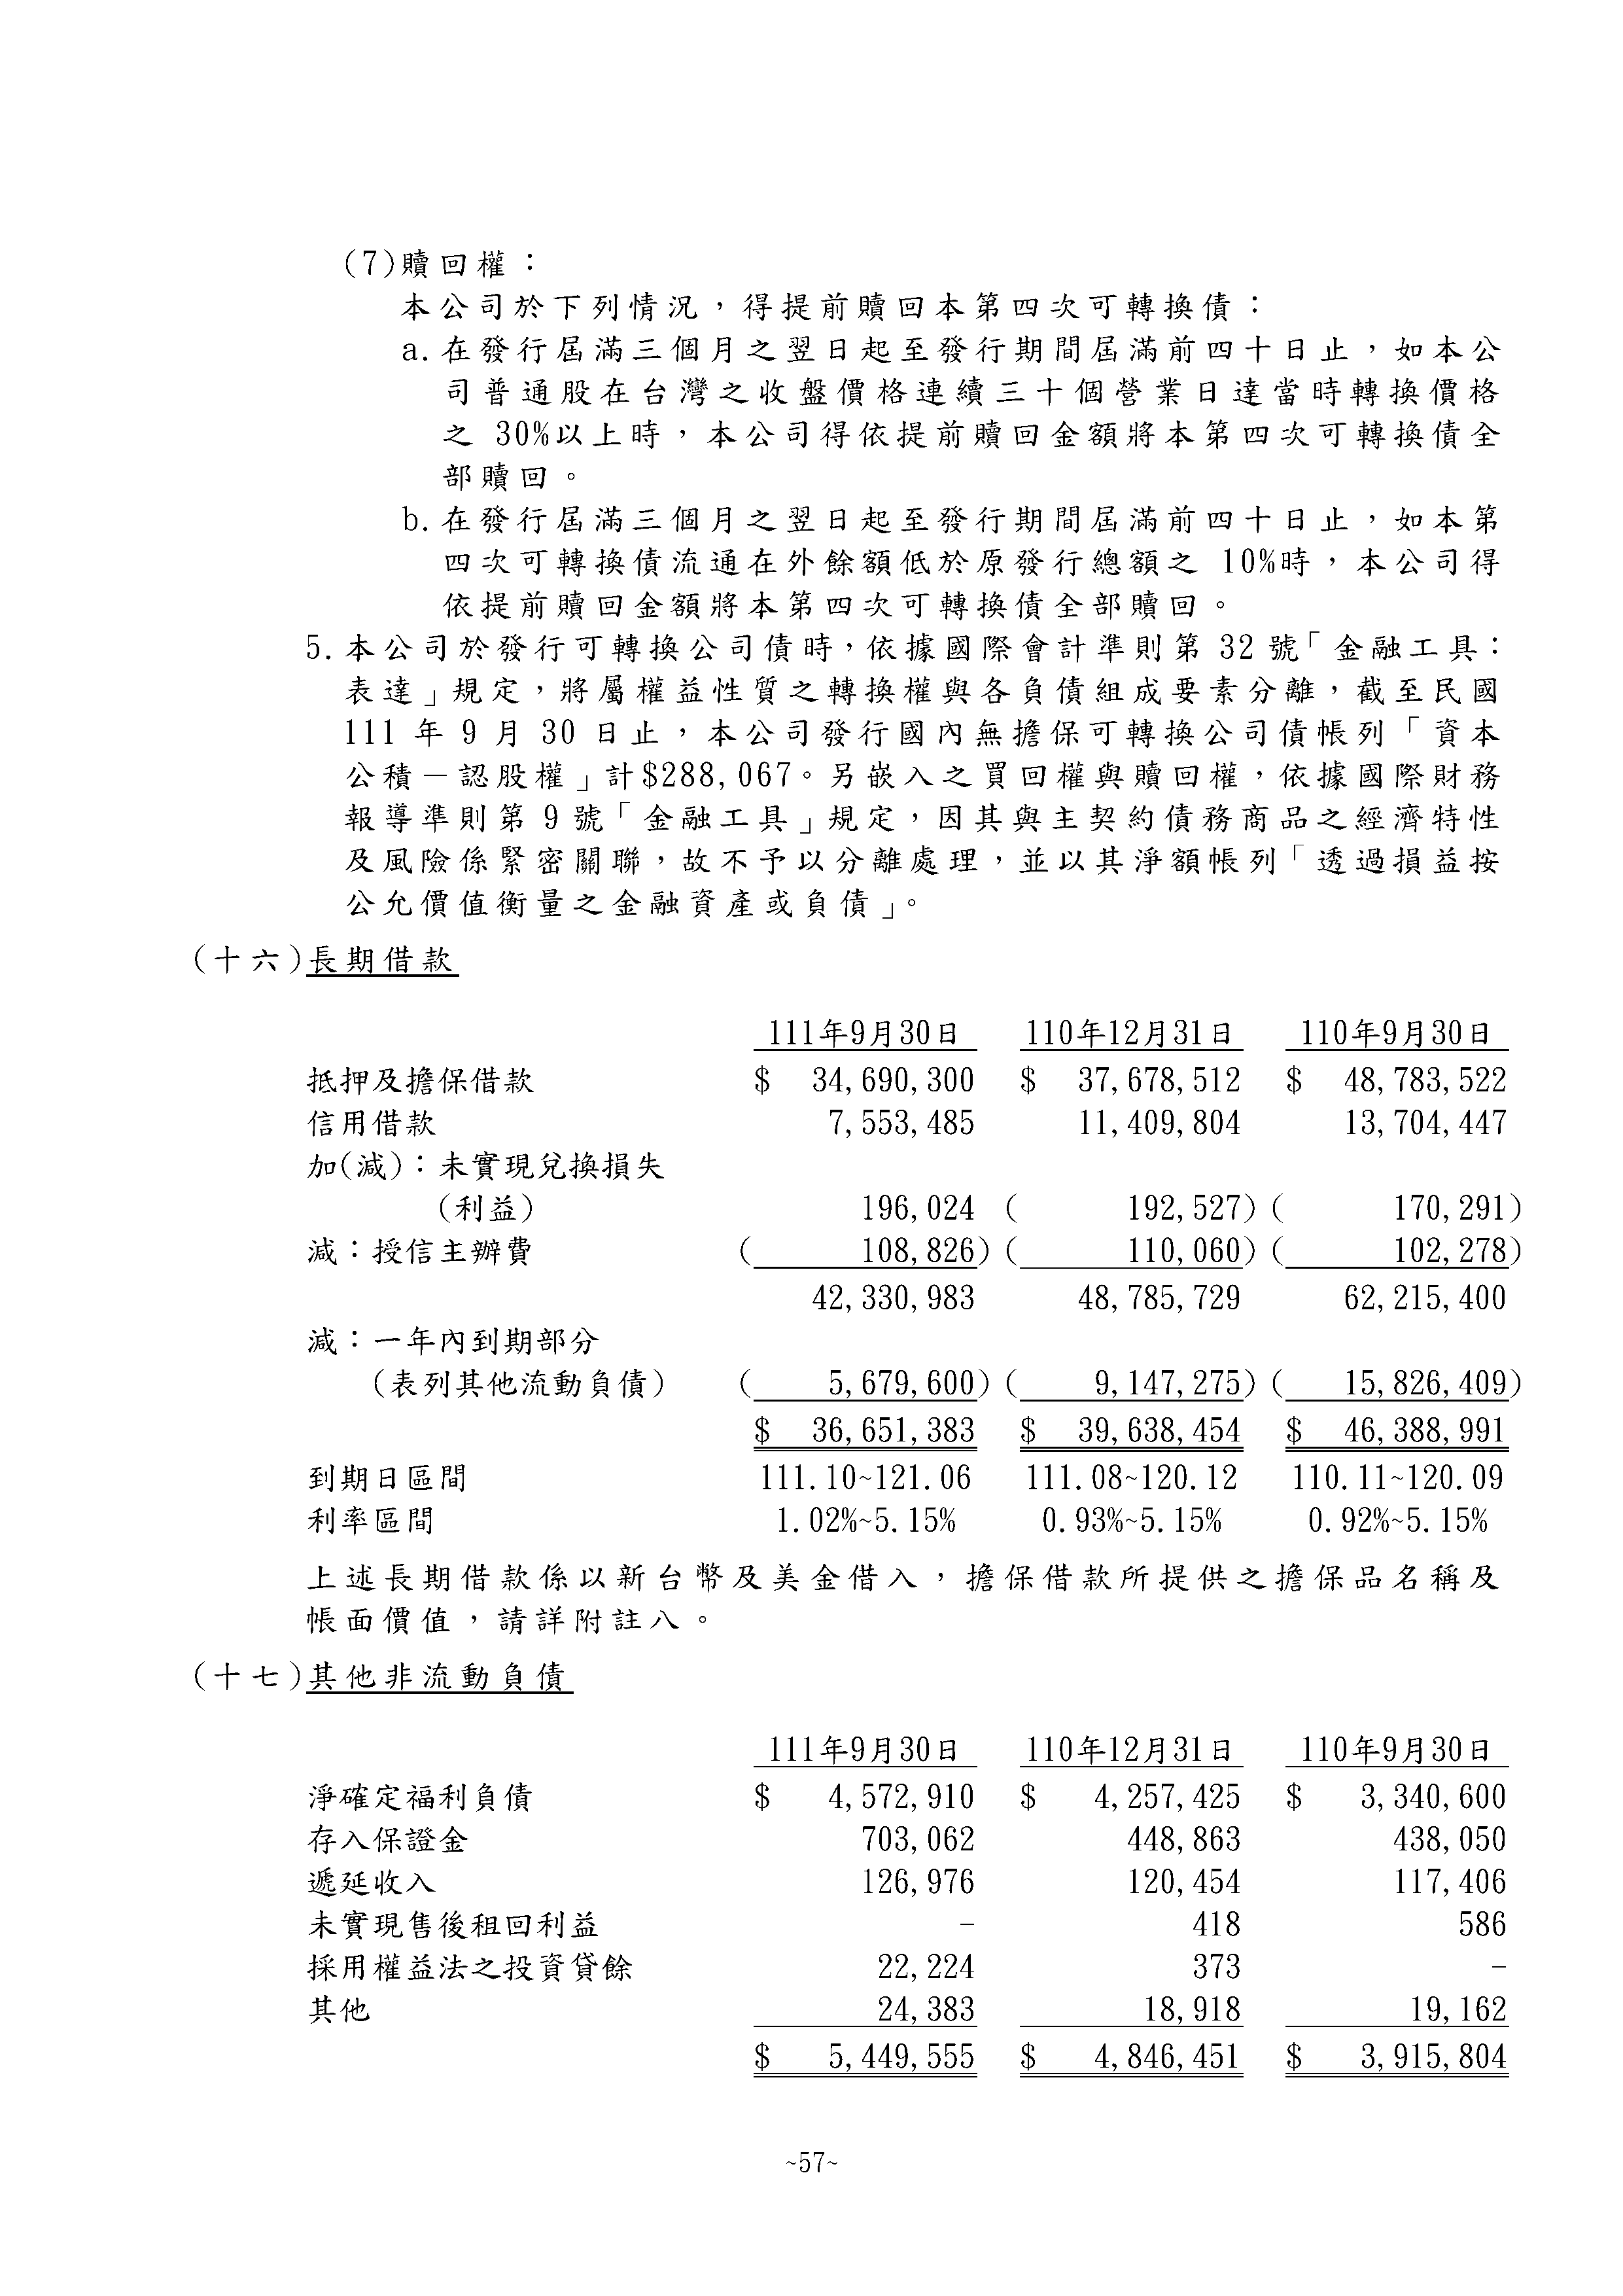 (7)贖回權：
本公司於下列情況，得提前贖回本第四次可轉換債：
a.在發行屆滿三個月之翌日起至發行期間屆滿前四十日止，如本公
司普通股在台灣之收盤價格連續三十個營業日達當時轉換價格
之 30%以上時，本公司得依提前贖回金額將本第四次可轉換債全
部贖回。
b.在發行屆滿三個月之翌日起至發行期間屆滿前四十日止，如本第
四次可轉換債流通在外餘額低於原發行總額之 10%時，本公司得
依提前贖回金額將本第四次可轉換債全部贖回。
5.本公司於發行可轉換公司債時，依據國際會計準則第 32 號「金融工具：
表達」規定，將屬權益性質之轉換權與各負債組成要素分離，截至民國
111 年 9 月 30 日止，本公司發行國內無擔保可轉換公司債帳列「資本
公積－認股權」計$288,067。另嵌入之買回權與贖回權，依據國際財務
報導準則第 9 號「金融工具」規定，因其與主契約債務商品之經濟特性
及風險係緊密關聯，故不予以分離處理，並以其淨額帳列「透過損益按
公允價值衡量之金融資產或負債」。
(十六)長期借款
111年9月30日 110年12月31日 110年9月30日
抵押及擔保借款 $ 34,690,300 $ 37,678,512 $ 48,783,522
信用借款 7,553,485 11,409,804 13,704,447
加(減)：未實現兌換損失
(利益) 196,024 ( 192,527) ( 170,291)
減：授信主辦費 ( 108,826) ( 110,060) ( 102,278)
42,330,983 48,785,729 62,215,400
減：一年內到期部分
(表列其他流動負債) ( 5,679,600) ( 9,147,275) ( 15,826,409)
$ 36,651,383 $ 39,638,454 $ 46,388,991
到期日區間 111.10~121.06 111.08~120.12 110.11~120.09
利率區間 1.02%~5.15% 0.93%~5.15% 0.92%~5.15%
上述長期借款係以新台幣及美金借入，擔保借款所提供之擔保品名稱及
帳面價值，請詳附註八。
(十七)其他非流動負債
111年9月30日 110年12月31日 110年9月30日
淨確定福利負債 $ 4,572,910 $ 4,257,425 $ 3,340,600
存入保證金 703,062 448,863 438,050
遞延收入 126,976 120,454 117,406
未實現售後租回利益 - 418 586
採用權益法之投資貸餘 22,224 373 -
其他 24,383 18,918 19,162
$ 5,449,555 $ 4,846,451 $ 3,915,804
~57~